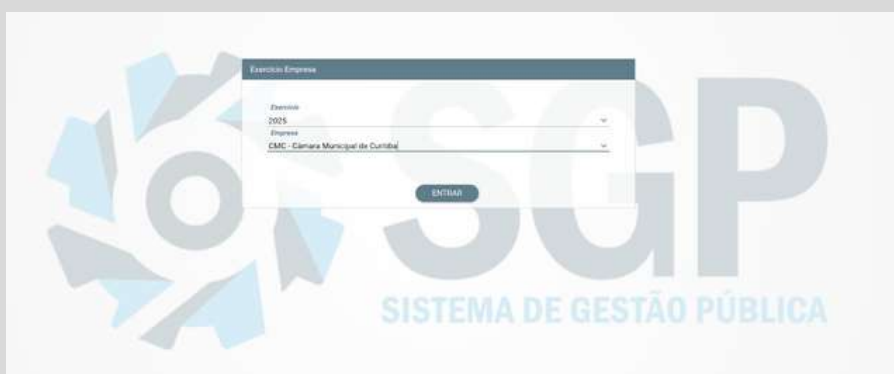 Exercício Empresa
Exercício
2025
Empresa
CMC - Câmara Municipal de Curitiba
ENTRAR
SGP
SISTEMA DE GESTÃO PÚBLICA